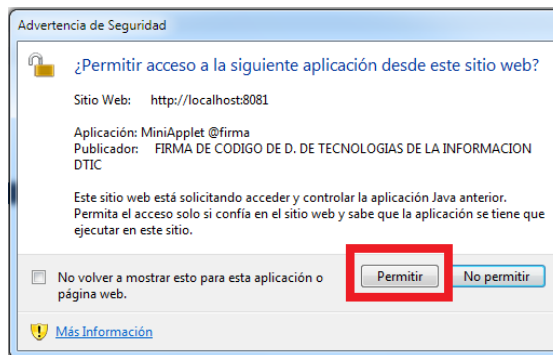 Advertencia de Seguridad
¿Permitir acceso a la siguiente aplicación desde este sitio web?
Sitio Web: http://localhost:8081
Aplicación: MiniApplet @firma
Publicador: FIRMA DE CODIGO DE D. DE TECNOLOGIAS DE LA INFORMACION
DTIC
Este sitio web está solicitando acceder y controlar la aplicación Java anterior.
Permita el acceso solo si confía en el sitio web y sabe que la aplicación se tiene que
ejecutar en este sitio.
No volver a mostrar esto para esta aplicación o
página web.
Permitir
No permitir
Más Información